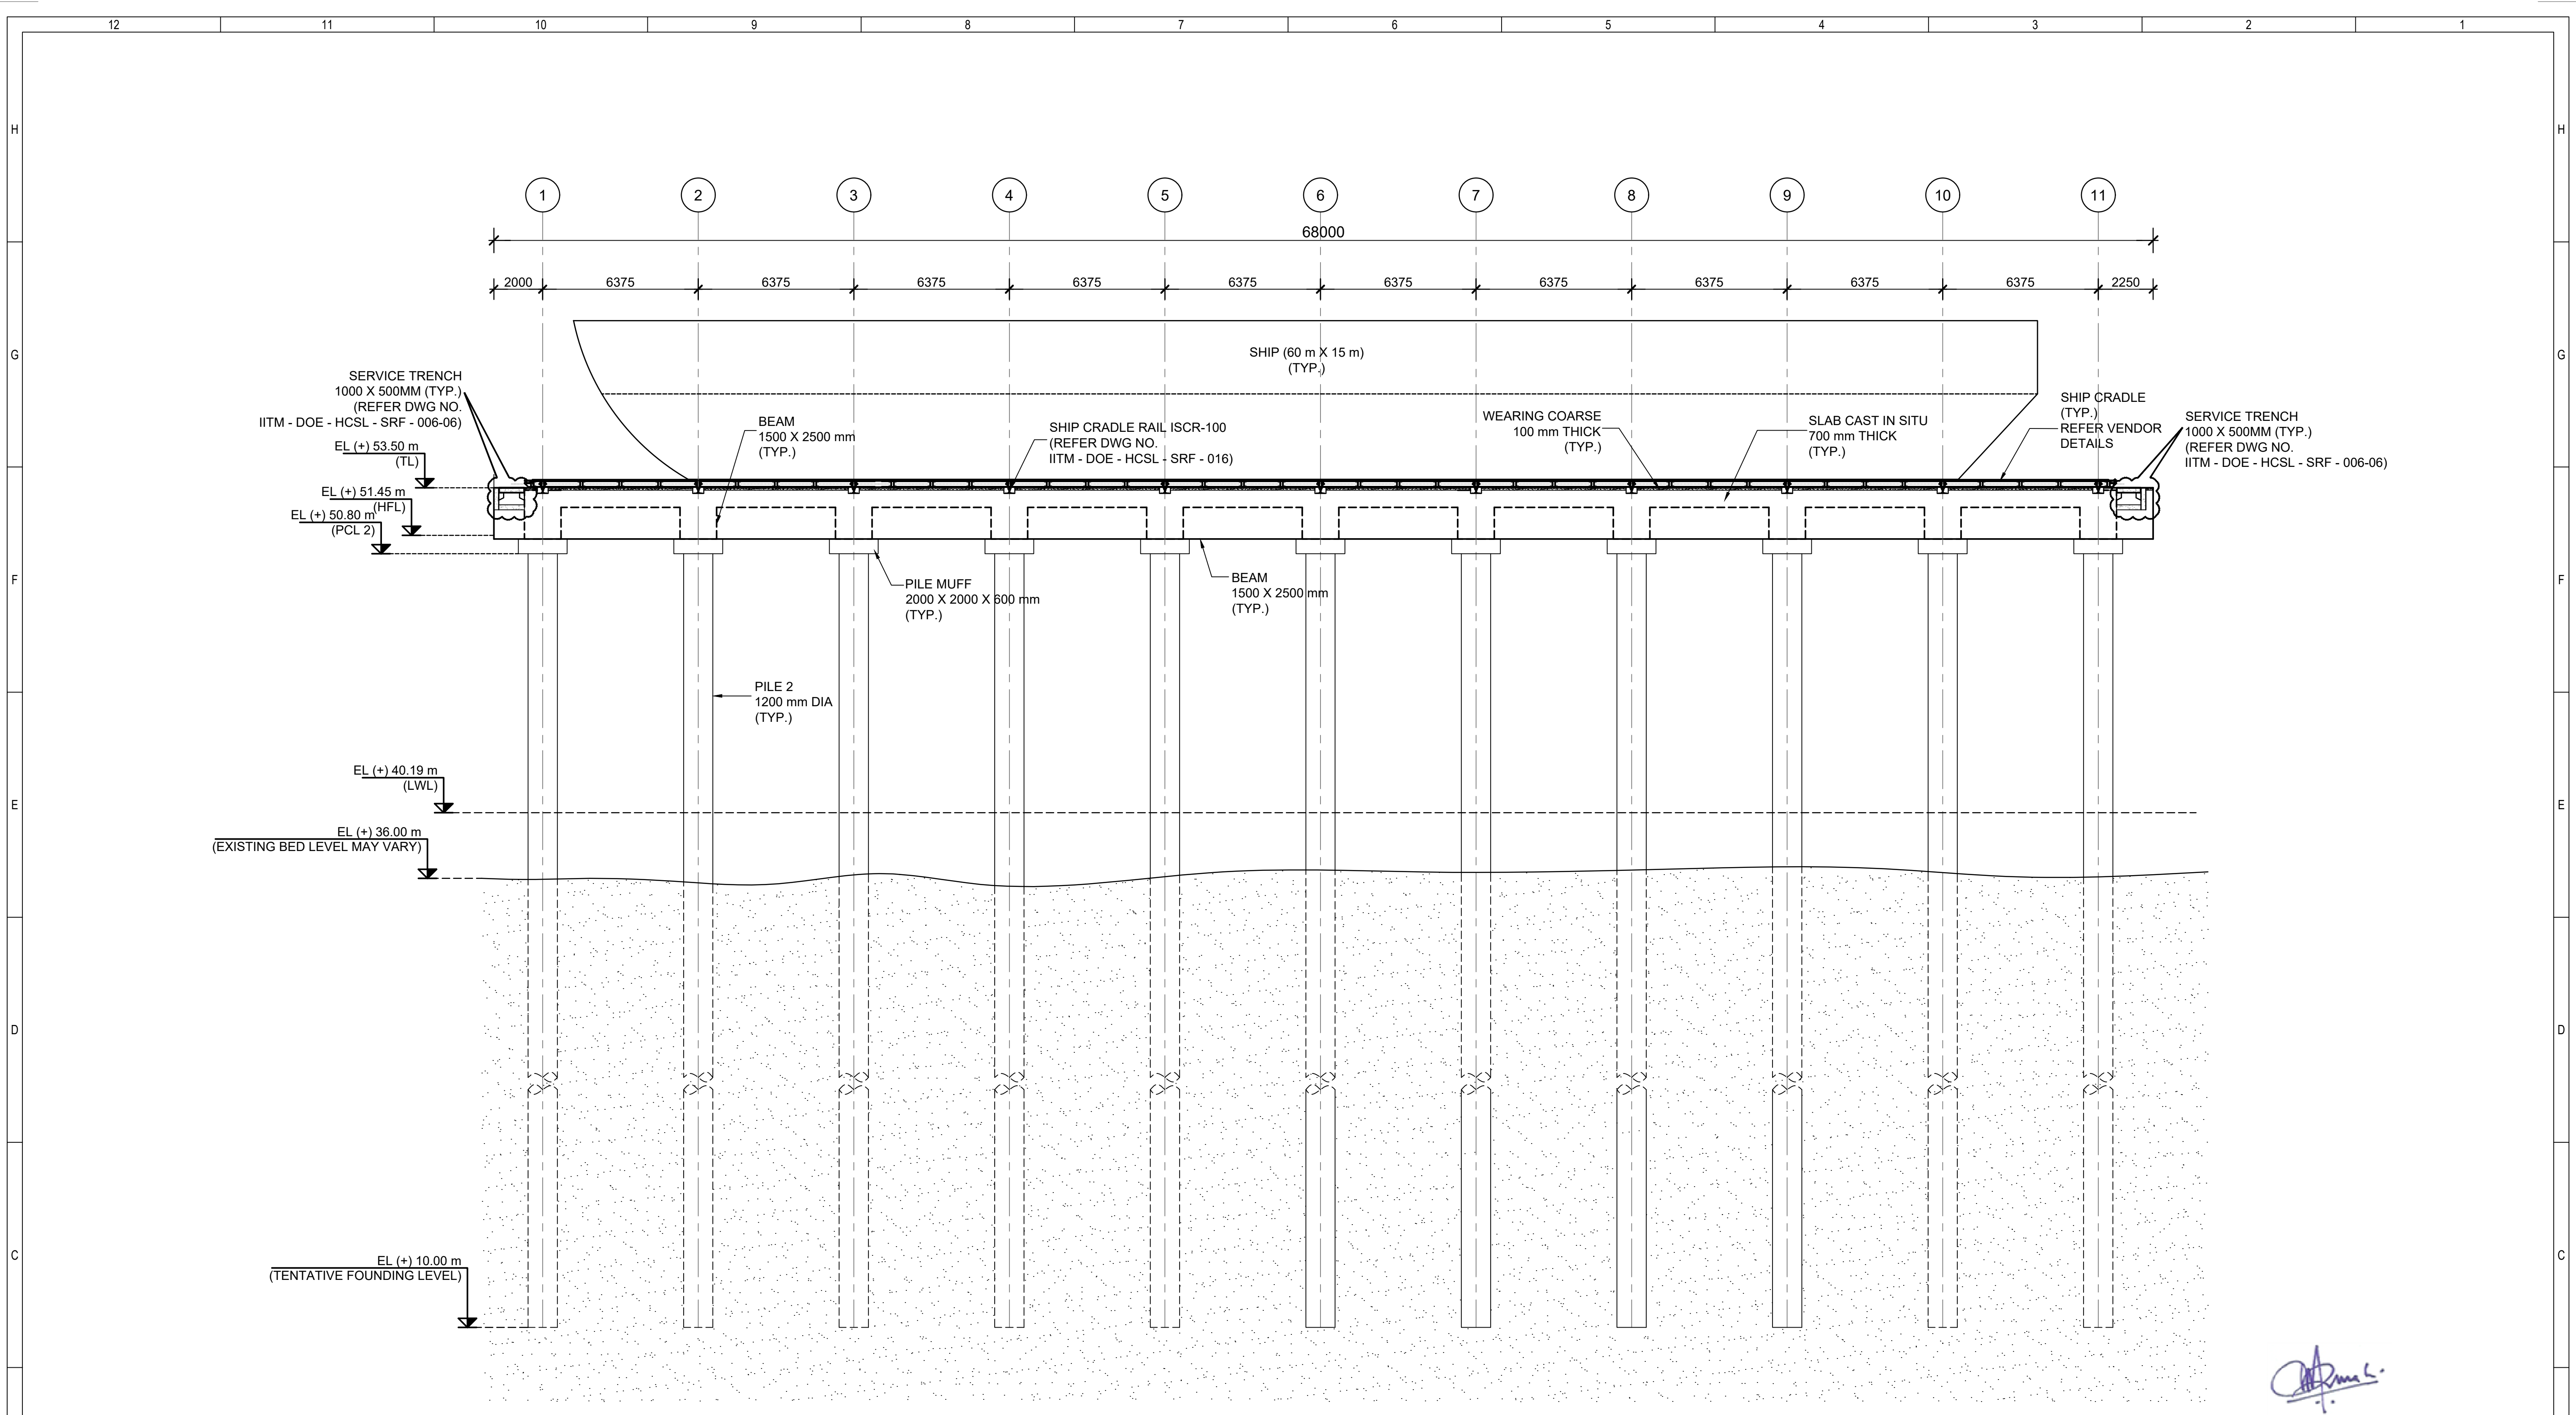 12 11 10 9 8 7 6 5 4 3 2 1
H H
1 2 3 4 5 6 7 8 9 10 11
68000
2000 6375 6375 6375 6375 6375 6375 6375 6375 6375 6375 2250
G G
SHIP (60 m X 15 m)
(TYP.)
SERVICE TRENCH
1000 X 500MM (TYP.)
(REFER DWG NO.
IITM - DOE - HCSL - SRF - 006-06)
BEAM
1500 X 2500 mm
(TYP.)
SHIP CRADLE RAIL ISCR-100
(REFER DWG NO.
IITM - DOE - HCSL - SRF - 016)
WEARING COARSE
100 mm THICK
(TYP.)
SLAB CAST IN SITU
700 mm THICK
(TYP.)
SHIP CRADLE
(TYP.)
REFER VENDOR
DETAILS
SERVICE TRENCH
1000 X 500MM (TYP.)
(REFER DWG NO.
IITM - DOE - HCSL - SRF - 006-06)
EL (+) 53.50 m
(TL)
EL (+) 51.45 m
(HFL)
EL (+) 50.80 m
(PCL 2)
F F
PILE MUFF
2000 X 2000 X 600 mm
(TYP.)
BEAM
1500 X 2500 mm
(TYP.)
PILE 2
1200 mm DIA
(TYP.)
EL (+) 40.19 m
(LWL)
E E
EL (+) 36.00 m
(EXISTING BED LEVEL MAY VARY)
D D
C C
EL (+) 10.00 m
(TENTATIVE FOUNDING LEVEL)